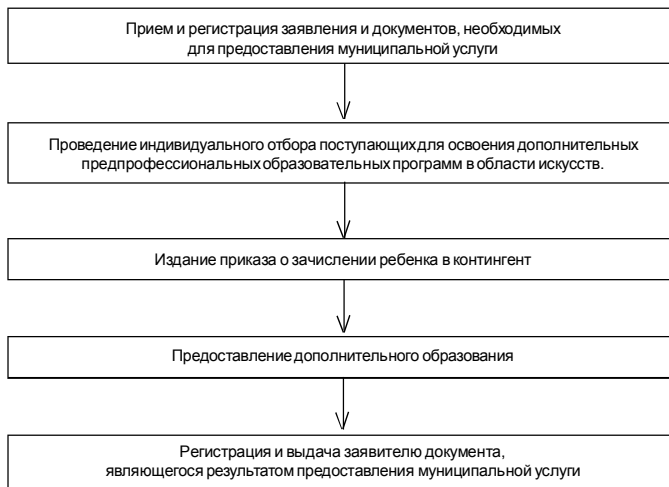 Прием и регистрация заявления и документов, необходимых
для предоставления муниципальной услуги
Проведение индивидуального отбора поступающих для освоения дополнительных
предпрофессиональных образовательных программ в области искусств.
Издание приказа о зачислении ребенка в контингент
Предоставление дополнительного образования
Регистрация и выдача заявителю документа,
являющегося результатом предоставления муниципальной услуги